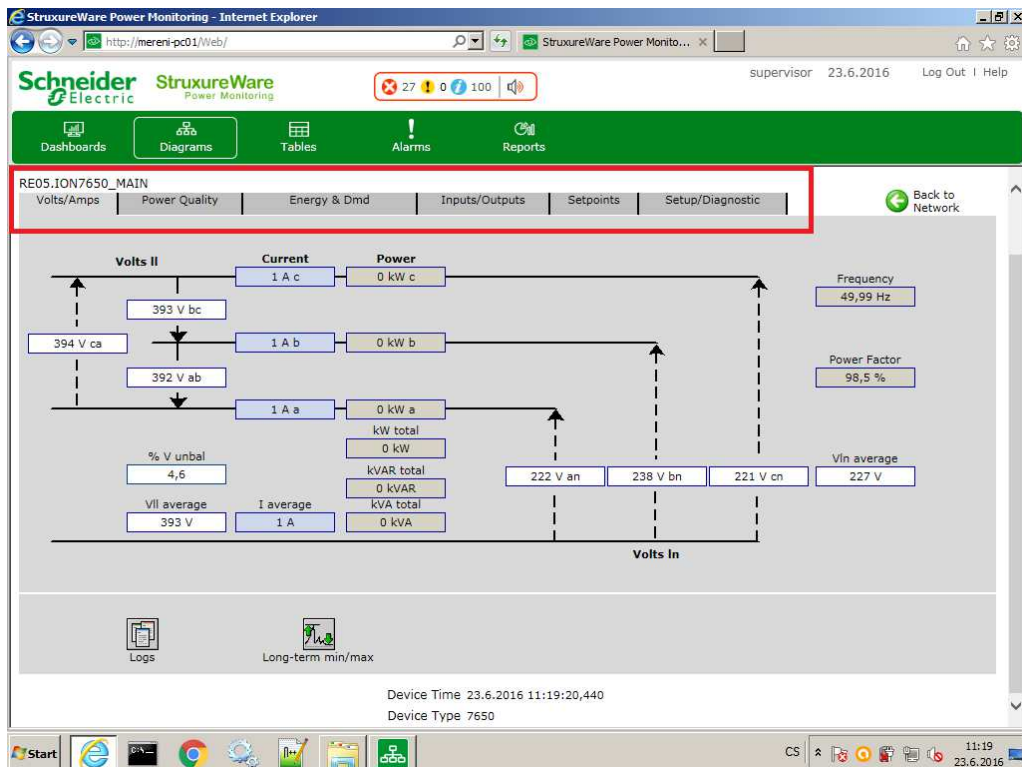 StruxureWare Power Monitoring - Internet Explorer
http://mereni-pc01/Web/
StruxureWare Power Monito...
Schneider Electric
StruxureWare
Power Monitoring
27 0 100
supervisor 23.6.2016 Log Out | Help
Dashboards Diagrams Tables Alarms Reports
RE05.ION7650_MAIN
Volts/Amps Power Quality Energy & Dmd Inputs/Outputs Setpoints Setup/Diagnostic
Back to
Network
Volts ll Current Power
1 A c 0 kW c
Frequency
49,99 Hz
393 V bc
394 V ca
1 A b 0 kW b
Power Factor
98,5 %
392 V ab
1 A a 0 kW a
kW total
0 kW
% V unbal
4,6
kVAR total
0 kVAR
222 V an 238 V bn 221 V cn
Vln average
227 V
Vll average I average kVA total
393 V 1 A 0 kVA
Volts ln
Logs Long-term min/max
Device Time 23.6.2016 11:19:20,440
Device Type 7650
Start
CS
11:19
23.6.2016